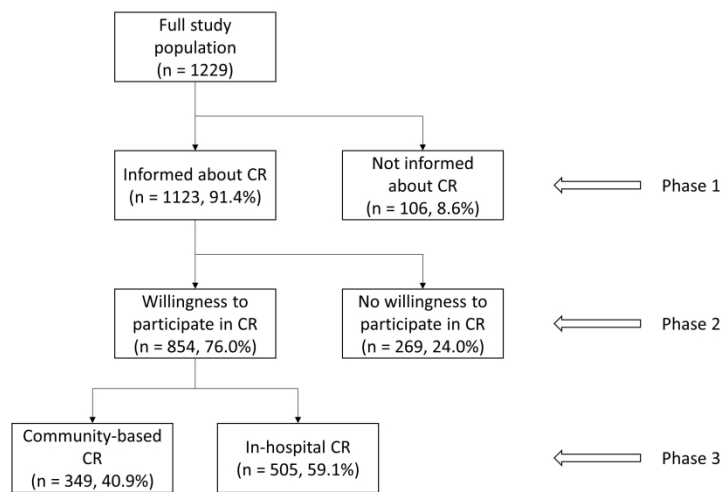 Full study
population
(n = 1229)
Informed about CR
(n = 1123, 91.4%)
Not informed
about CR
(n = 106, 8.6%)
Phase 1
Willingness to
participate in CR
(n = 854, 76.0%)
No willingness to
participate in CR
(n = 269, 24.0%)
Phase 2
Community-based
CR
(n = 349, 40.9%)
In-hospital CR
(n = 505, 59.1%)
Phase 3